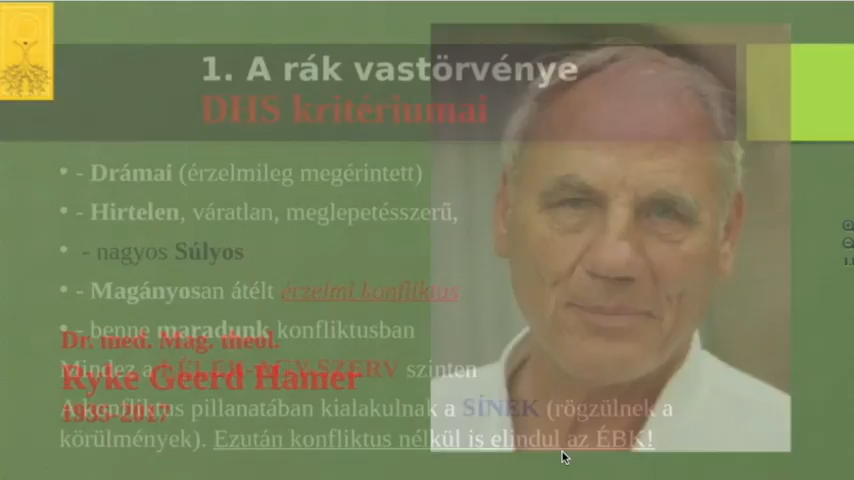 1. A rák vastörvénye
DHS kritériumai
• - Drámai (érzelmileg megérintett)
• - Hirtelen, váratlan, meglepetésszerű,
• - nagyos Súlyos
• - Magányosan átélt érzelmi konfliktus
• - benne maradunk konfliktusban
Dr. med. Mag. theol.
Mindez a LÉLEK-AGY-SZERV szinten
Ryke Geerd Hamer
A konfliktus pillanatában kialakulnak a SÍNEK (rögzülnek a
1935-2017
körülmények). Ezután konfliktus nélkül is elindul az ÉBK!